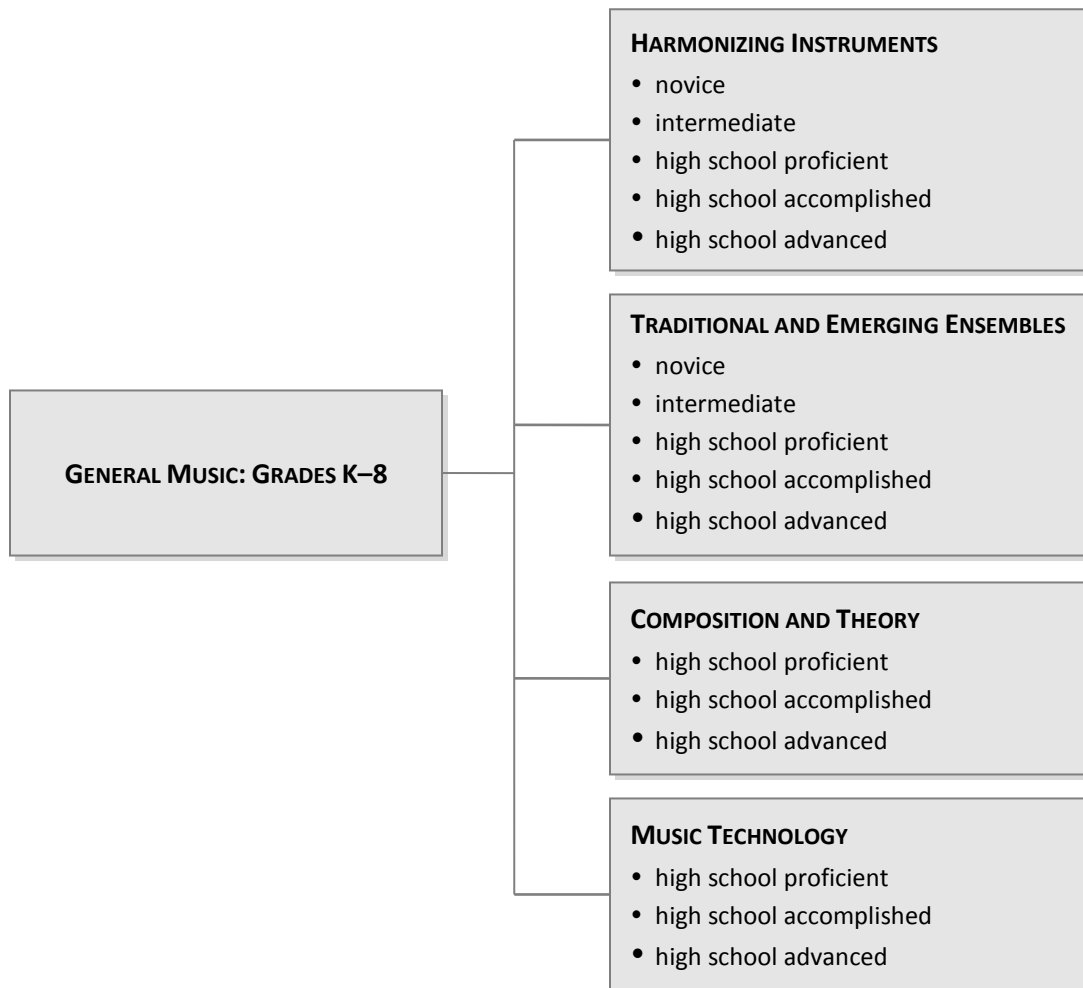 GENERAL MUSIC: GRADES K–8
HARMONIZING INSTRUMENTS
• novice
• intermediate
• high school proficient
• high school accomplished
• high school advanced
TRADITIONAL AND EMERGING ENSEMBLES
• novice
• intermediate
• high school proficient
• high school accomplished
• high school advanced
COMPOSITION AND THEORY
• high school proficient
• high school accomplished
• high school advanced
MUSIC TECHNOLOGY
• high school proficient
• high school accomplished
• high school advanced